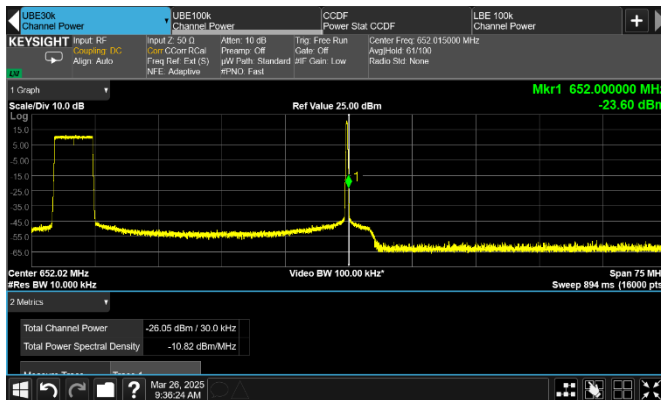 UBE30k
Channel Power
UBE100k
Channel Power
CCDF
Power Stat CCDF
LBE 100k
Channel Power
KEYSIGHT
Input: RF
Coupling: DC
Align: Auto
Input Z: 50 Ω
Corr CCorr RCal
Freq Ref: Ext (S)
NFE: Adaptive
Atten: 10 dB
Preamp: Off
µW Path: Standard
#PNO: Fast
Trig: Free Run
Gate: Off
#IF Gain: Low
Center Freq: 652.015000 MHz
Avg|Hold: 61/100
Radio Std: None
1 Graph
Mkr1 652.000000 MHz
-23.60 dBm
Scale/Div 10.0 dB
Ref Value 25.00 dBm
Log
15.0
5.00
-5.00
-15.0
-25.0
-35.0
-45.0
-55.0
-65.0
1
Center 652.02 MHz
Video BW 100.00 kHz*
Span 75 MH
#Res BW 10.000 kHz
Sweep 894 ms (16000 pts
2 Metrics
Total Channel Power
-26.05 dBm / 30.0 kHz
Total Power Spectral Density
-10.82 dBm/MHz
Measure Trace
Trace 1
?
Mar 26, 2025
9:36:24 AM